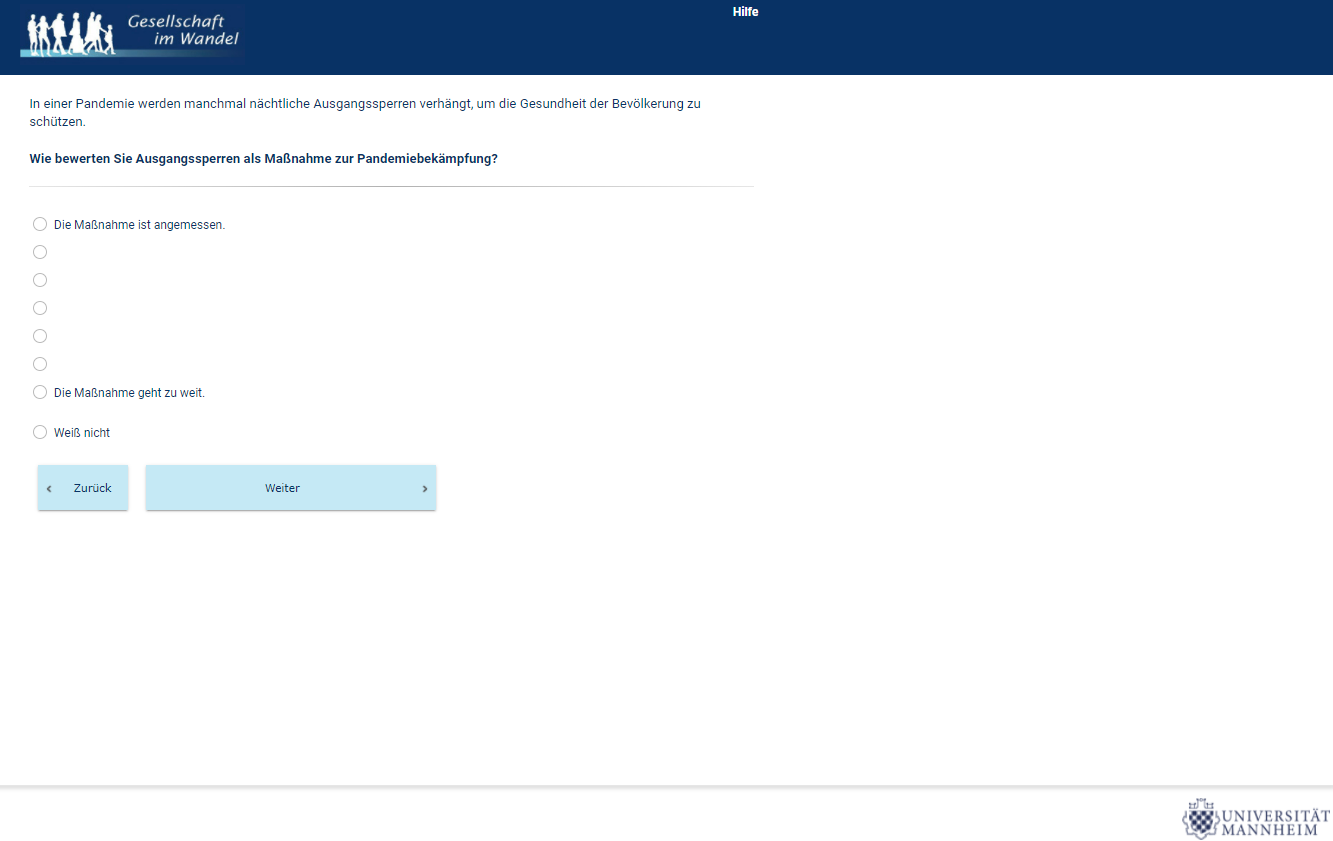 Gesellschaft
im Wandel
Hilfe
In einer Pandemie werden manchmal nächtliche Ausgangssperren verhängt, um die Gesundheit der Bevölkerung zu
schützen.
Wie bewerten Sie Ausgangssperren als Maßnahme zur Pandemiebekämpfung?
Die Maßnahme ist angemessen.
Die Maßnahme geht zu weit.
Weiß nicht
‹ Zurück
Weiter ›
UNIVERSITÄT
MANNHEIM